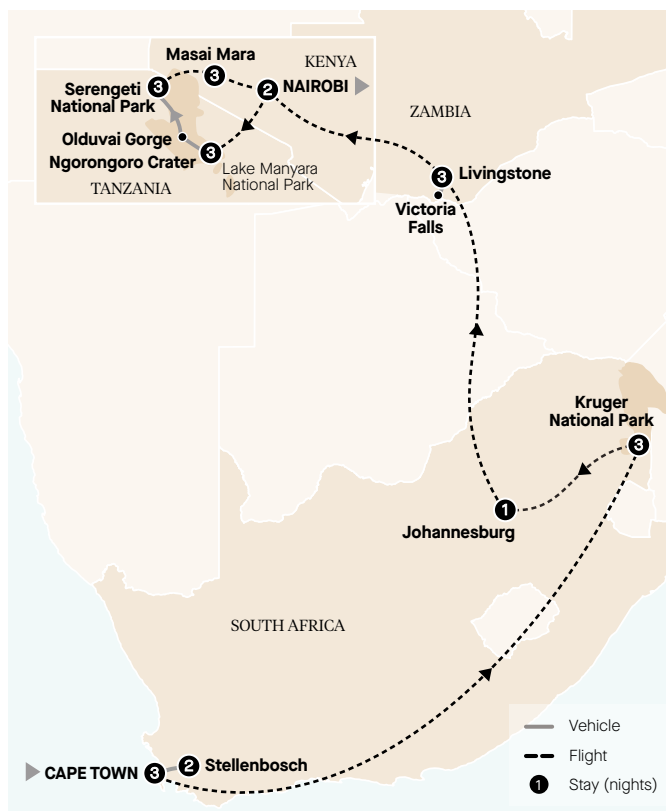 Masai Mara
KENYA
3
Serengeti
National Park
3
2
NAIROBI
ZAMBIA
Olduvai Gorge
Ngorongoro Crater
3
Lake Manyara
National Park
TANZANIA
3
Livingstone
Victoria
Falls
Kruger
National Park
3
1
Johannesburg
SOUTH AFRICA
CAPE TOWN
3
2
Stellenbosch
Vehicle
Flight
1
Stay (nights)